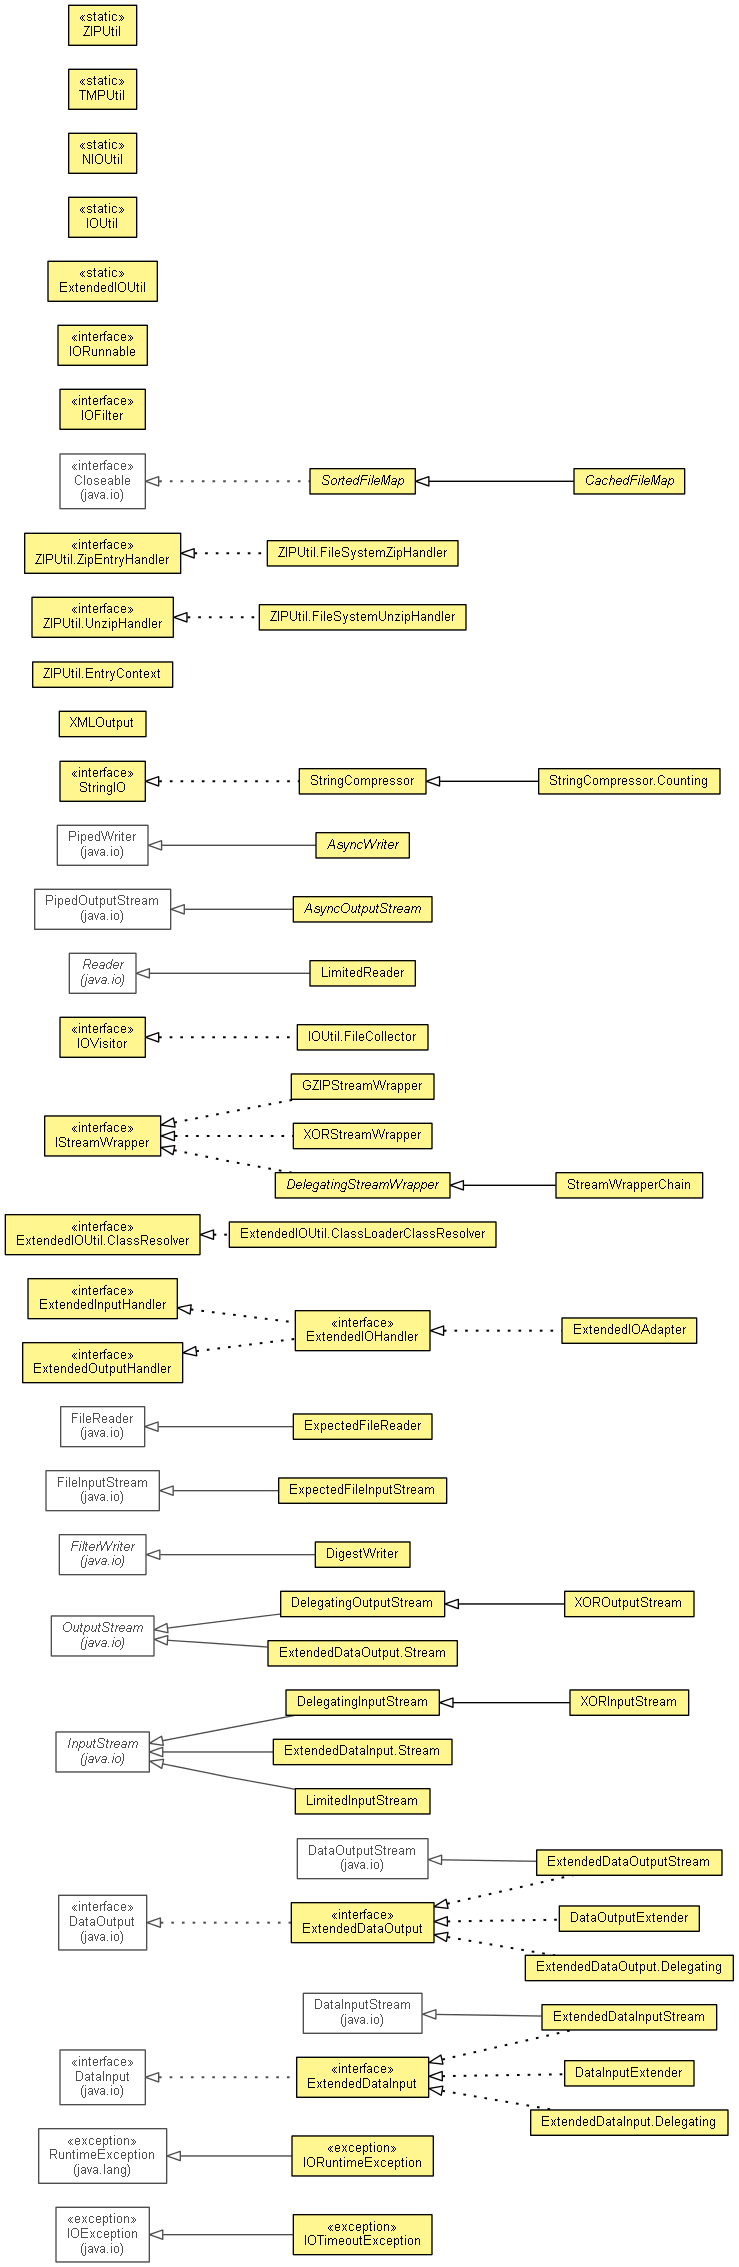 «static»
ZIPUtil
«static»
TMPUtil
«static»
NIOUtil
«static»
IOUtil
«static»
ExtendedIOUtil
«interface»
IORunnable
«interface»
IOFilter
«interface»
Closeable
(java.io)
SortedFileMap
CachedFileMap
«interface»
ZIPUtil.ZipEntryHandler
ZIPUtil.FileSystemZipHandler
«interface»
ZIPUtil.UnzipHandler
ZIPUtil.FileSystemUnzipHandler
ZIPUtil.EntryContext
XMLOutput
«interface»
StringIO
StringCompressor
StringCompressor.Counting
PipedWriter
(java.io)
AsyncWriter
PipedOutputStream
(java.io)
AsyncOutputStream
Reader
(java.io)
LimitedReader
«interface»
IOVisitor
IOUtil.FileCollector
GZIPStreamWrapper
«interface»
IStreamWrapper
XORStreamWrapper
DelegatingStreamWrapper
StreamWrapperChain
«interface»
ExtendedIOUtil.ClassResolver
ExtendedIOUtil.ClassLoaderClassResolver
«interface»
ExtendedInputHandler
«interface»
ExtendedIOHandler
ExtendedIOAdapter
«interface»
ExtendedOutputHandler
FileReader
(java.io)
ExpectedFileReader
FileInputStream
(java.io)
ExpectedFileInputStream
FilterWriter
(java.io)
DigestWriter
DelegatingOutputStream
XOROutputStream
OutputStream
(java.io)
ExtendedDataOutput.Stream
DelegatingInputStream
XORInputStream
InputStream
(java.io)
ExtendedDataInput.Stream
LimitedInputStream
DataOutputStream
(java.io)
ExtendedDataOutputStream
«interface»
DataOutput
(java.io)
«interface»
ExtendedDataOutput
DataOutputExtender
ExtendedDataOutput.Delegating
DataInputStream
(java.io)
ExtendedDataInputStream
«interface»
DataInput
(java.io)
«interface»
ExtendedDataInput
DataInputExtender
ExtendedDataInput.Delegating
«exception»
RuntimeException
(java.lang)
«exception»
IORuntimeException
«exception»
IOException
(java.io)
«exception»
IOTimeoutException